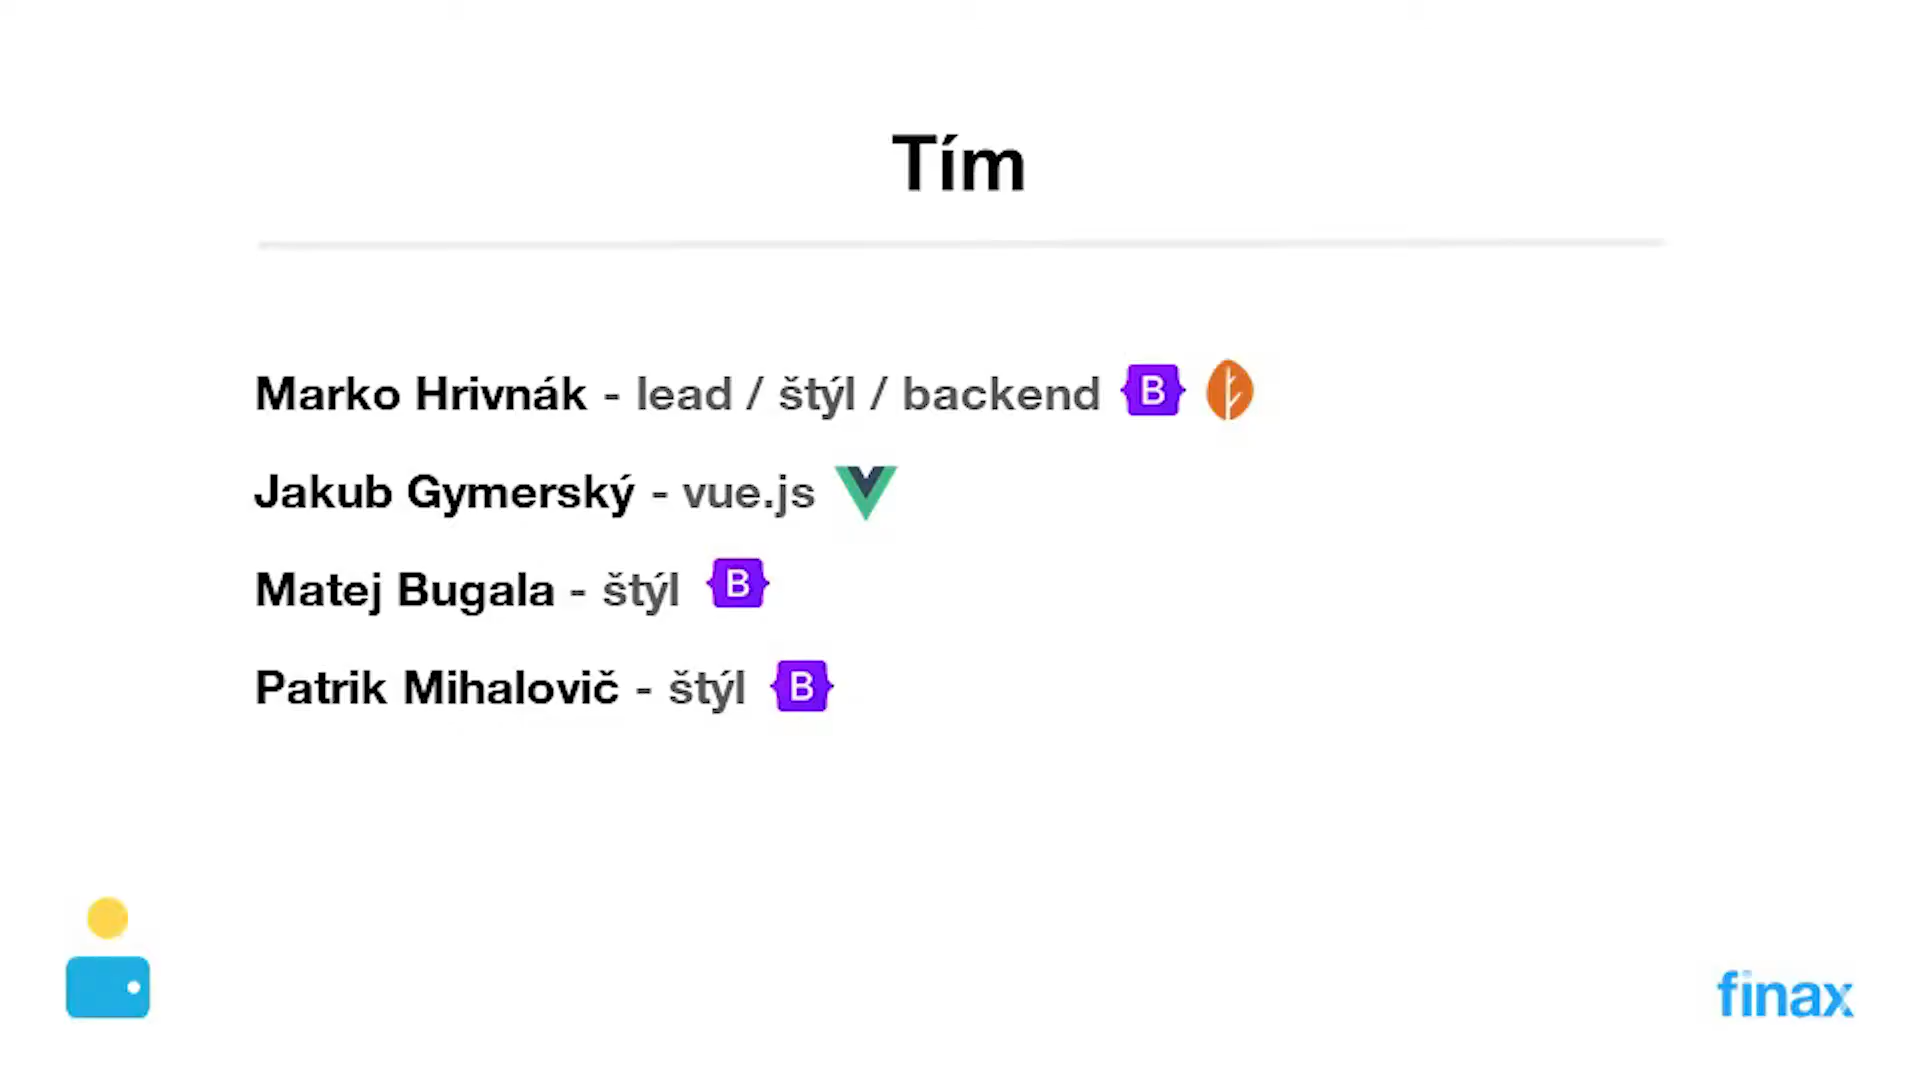 Tím
Marko Hrivnák - lead / štýl / backend B
Jakub Gymerský - vue.js
Matej Bugala - štýl B
Patrik Mihalovič - štýl B
finax